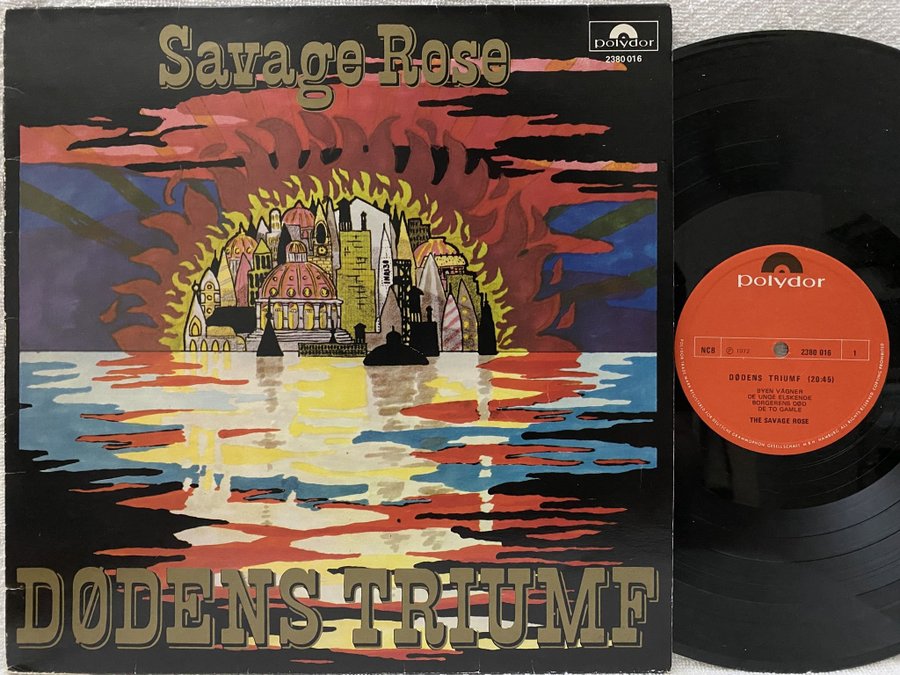 Savage Rose
polydor
2380 016
DØDENS TRIUMF
polydor
NCB
Ⓟ 1972
2380 016
1
DØDENS TRIUMF (20:45)
BYEN VÅGNER
DE UNGE ELSKENDE
BORGERENS DØD
DE TO GAMLE
THE SAVAGE ROSE